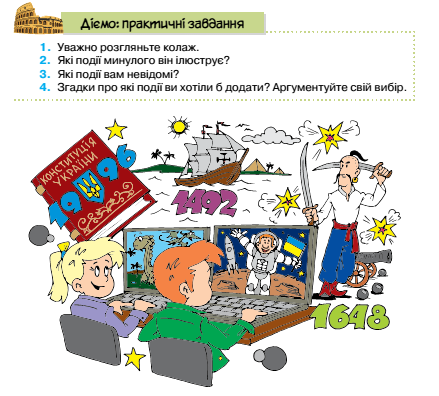 Діємо: практичні завдання
1. Уважно розгляньте колаж.
2. Які події минулого він ілюструє?
3. Які події вам невідомі?
4. Згадки про які події ви хотіли б додати? Аргументуйте свій вибір.
КОНСТИТУЦІЯ
УКРАЇНИ
1996
1492
1648